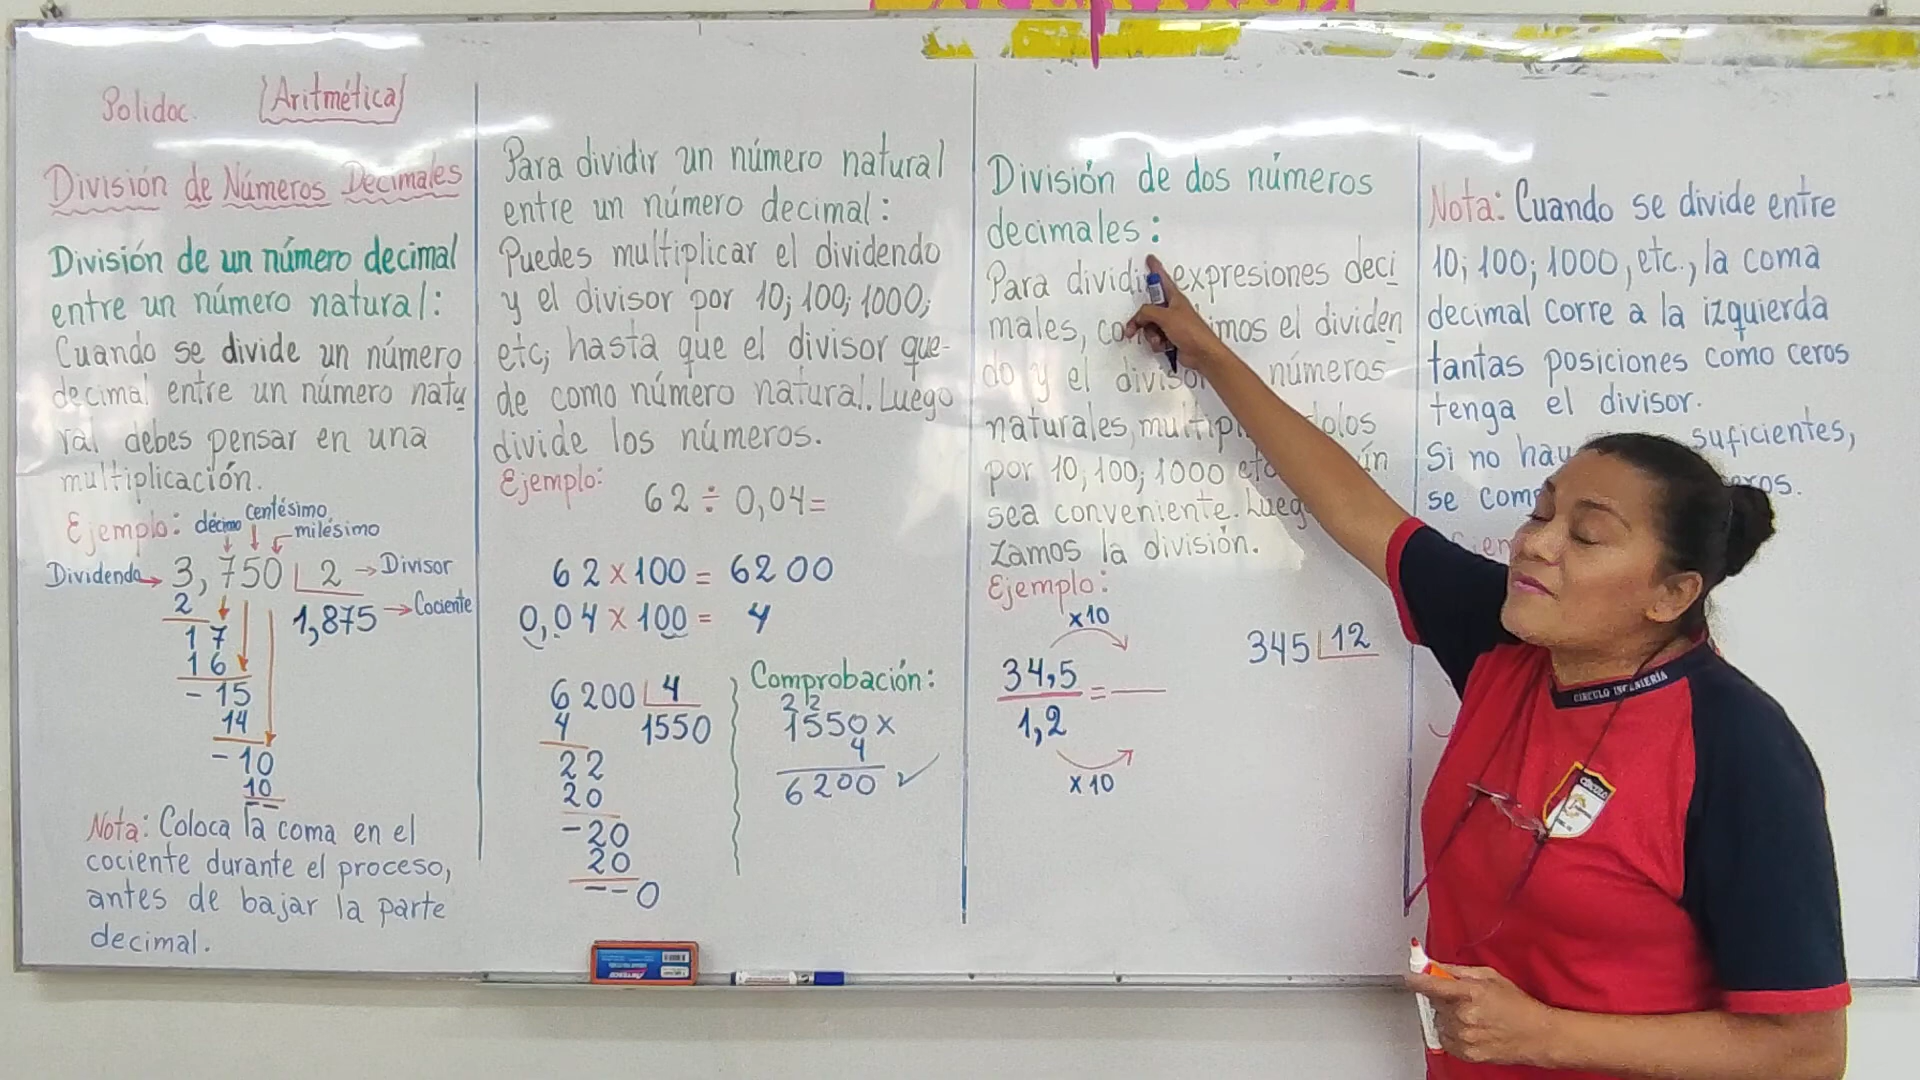 Polidoc. Aritmética
División de Números Decimales
División de un número decimal
entre un número natural:
Cuando se divide un número
decimal entre un número natu
ral debes pensar en una
multiplicación.
Ejemplo: décimo centésimo
milésimo
Dividendo → 3,750 2 → Divisor
2 1,875 → Cociente
17
16
-15
14
-10
10
--
Nota: Coloca la coma en el
cociente durante el proceso,
antes de bajar la parte
decimal.
Para dividir un número natural
entre un número decimal:
Puedes multiplicar el dividendo
y el divisor por 10; 100; 1000;
etc; hasta que el divisor que-
de como número natural. Luego
divide los números.
Ejemplo:
62 ÷ 0,04=
62 x 100 = 6200
0,04 x 100 = 4
6200 4
4 1550
22
20
-20
20
--0
Comprobación:
2 2
1550 x
4
6200 ✓
División de dos números
decimales:
Para dividir expresiones deci
males, imos el dividen
do y el divisor números
naturales, dolos
por 10; 100; 1000 etc
sea conveniente.
zamos la división.
Ejemplo:
x10
34,5
=
1,2
x10
345 12
Nota: Cuando se divide entre
10; 100; 1000, etc., la coma
decimal corre a la izquierda
tantas posiciones como ceros
tenga el divisor.
Si no hay suficientes,
se
CÍRCULO INGENIERÍA
CÍRCULO
ARTESCO